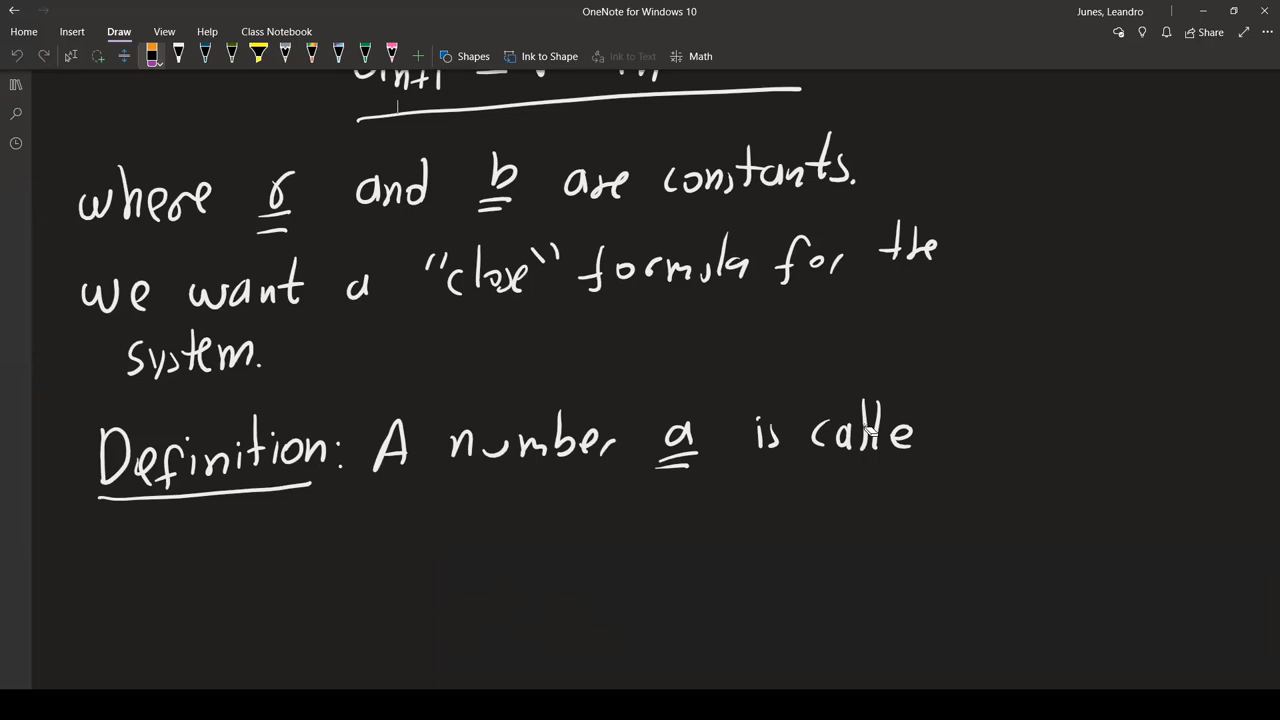 OneNote for Windows 10
Junes, Leandro
Home Insert Draw View Help Class Notebook
Share
Shapes Ink to Shape Ink to Text Math
where r and b are constants.
we want a "close" formula for the
system.
Definition: A number a is calle